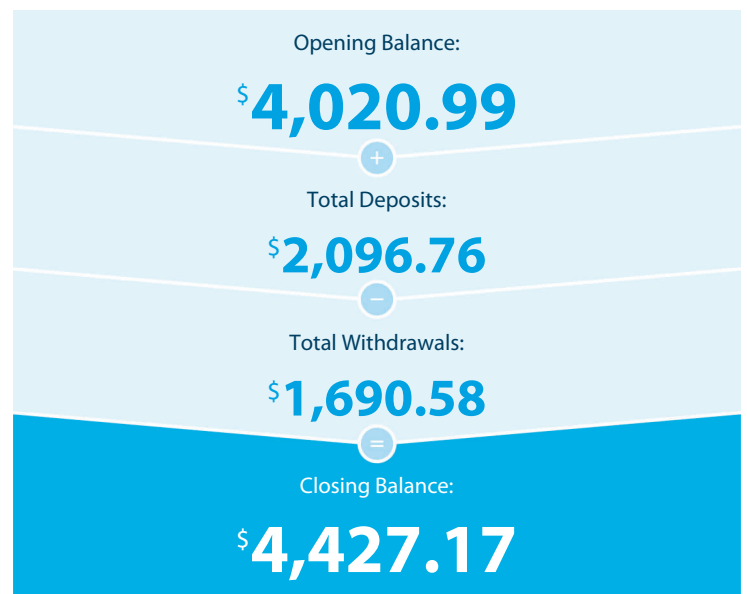 Opening Balance:
$4,020.99
+
Total Deposits:
$2,096.76
−
Total Withdrawals:
$1,690.58
=
Closing Balance:
$4,427.17